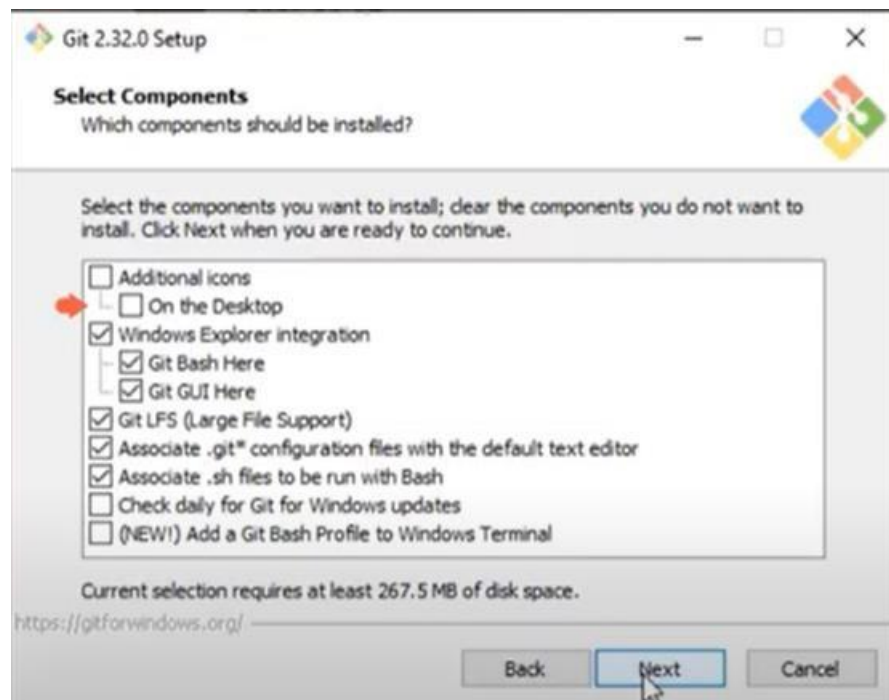 Git 2.32.0 Setup
Select Components
Which components should be installed?
Select the components you want to install; clear the components you do not want to
install. Click Next when you are ready to continue.
Additional icons
On the Desktop
Windows Explorer integration
Git Bash Here
Git GUI Here
Git LFS (Large File Support)
Associate .git* configuration files with the default text editor
Associate .sh files to be run with Bash
Check daily for Git for Windows updates
(NEW!) Add a Git Bash Profile to Windows Terminal
Current selection requires at least 267.5 MB of disk space.
https://gitforwindows.org/
Back Next Cancel